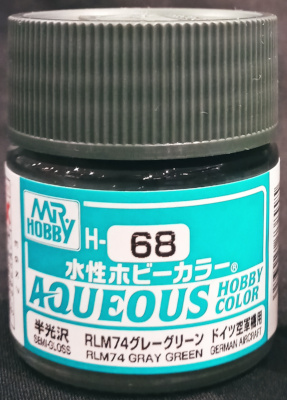 MR.
HOBBY
H-68
水性ホビーカラー®
AQUEOUS HOBBY COLOR
半光沢 RLM74グレーグリーン ドイツ空軍機用
SEMI-GLOSS RLM74 GRAY GREEN GERMAN AIRCRAFT